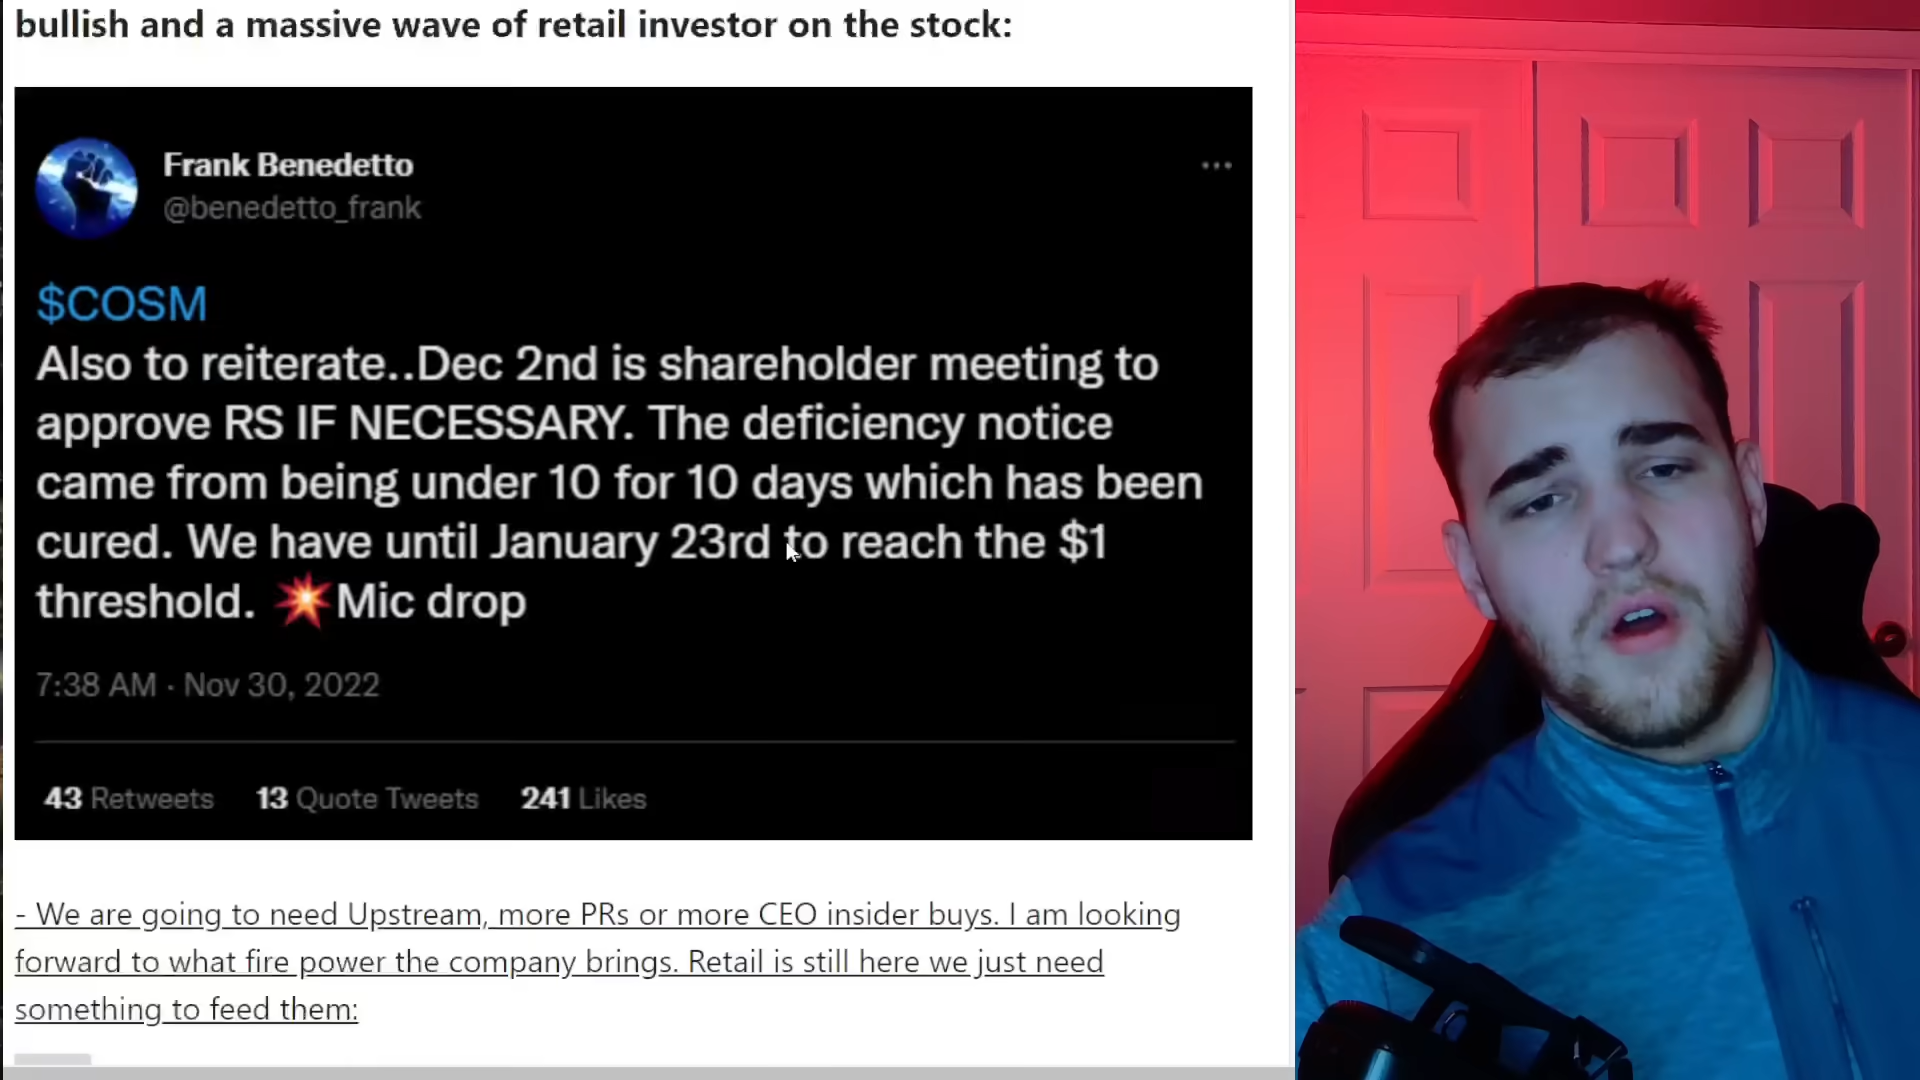 bullish and a massive wave of retail investor on the stock:
Frank Benedetto
@benedetto_frank
$COSM
Also to reiterate..Dec 2nd is shareholder meeting to
approve RS IF NECESSARY. The deficiency notice
came from being under 10 for 10 days which has been
cured. We have until January 23rd to reach the $1
threshold. 💥Mic drop
7:38 AM · Nov 30, 2022
43 Retweets 13 Quote Tweets 241 Likes
- We are going to need Upstream, more PRs or more CEO insider buys. I am looking
forward to what fire power the company brings. Retail is still here we just need
something to feed them: